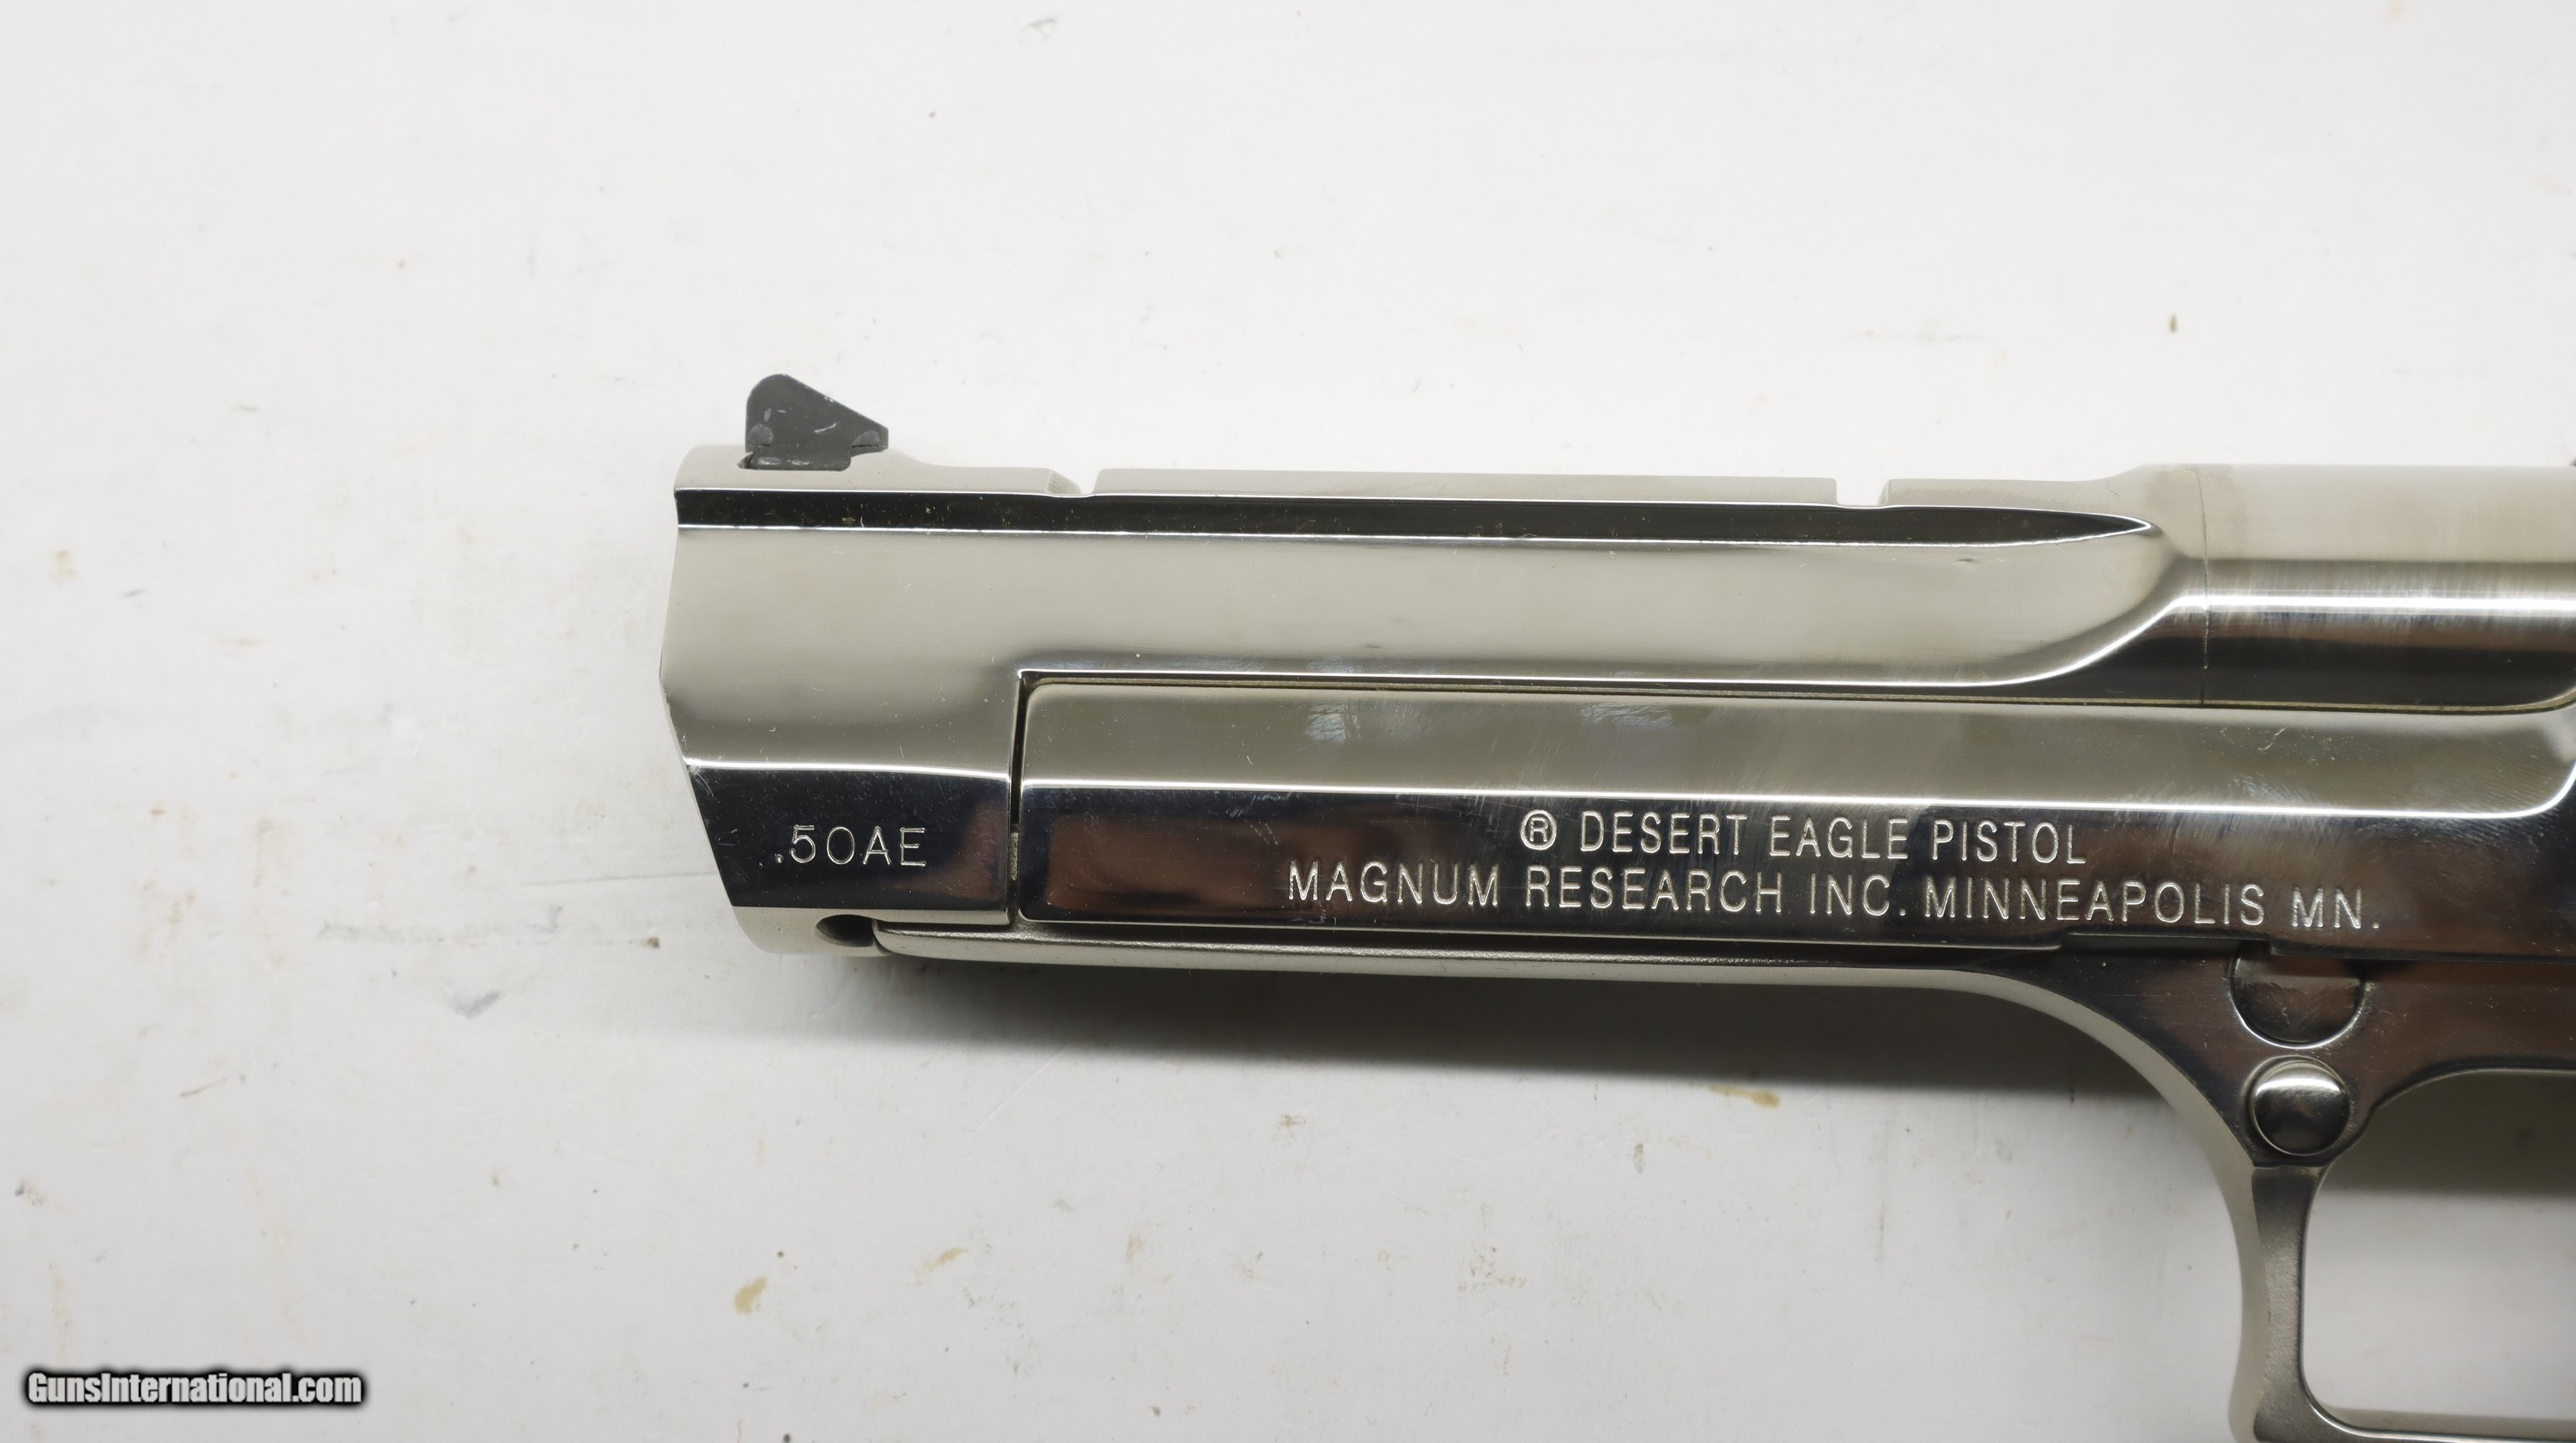 .50AE
® DESERT EAGLE PISTOL
MAGNUM RESEARCH INC. MINNEAPOLIS MN.
GunsInternational.com